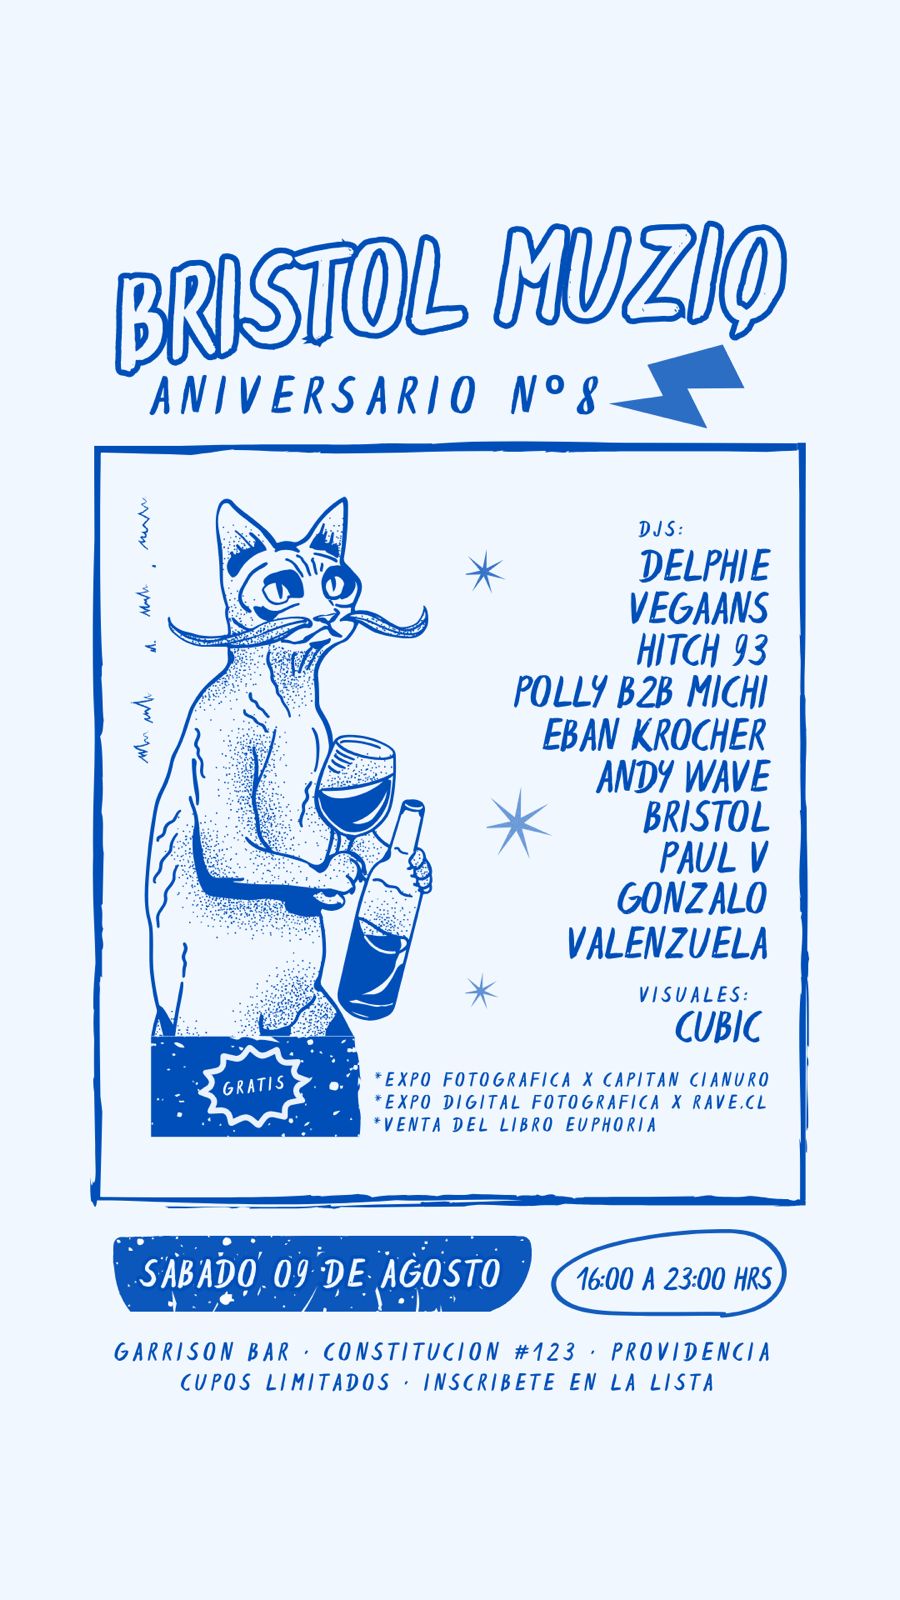 BRISTOL MUZIQ
ANIVERSARIO Nº8
DJS:
DELPHIE
VEGAANS
HITCH 93
POLLY B2B MICHI
EBAN KROCHER
ANDY WAVE
BRISTOL
PAUL V
GONZALO
VALENZUELA
VISUALES:
CUBIC
GRATIS
*EXPO FOTOGRAFICA X CAPITAN CIANURO
*EXPO DIGITAL FOTOGRAFICA X RAVE.CL
*VENTA DEL LIBRO EUPHORIA
SABADO 09 DE AGOSTO
16:00 A 23:00 HRS
GARRISON BAR · CONSTITUCION #123 · PROVIDENCIA
CUPOS LIMITADOS · INSCRIBETE EN LA LISTA